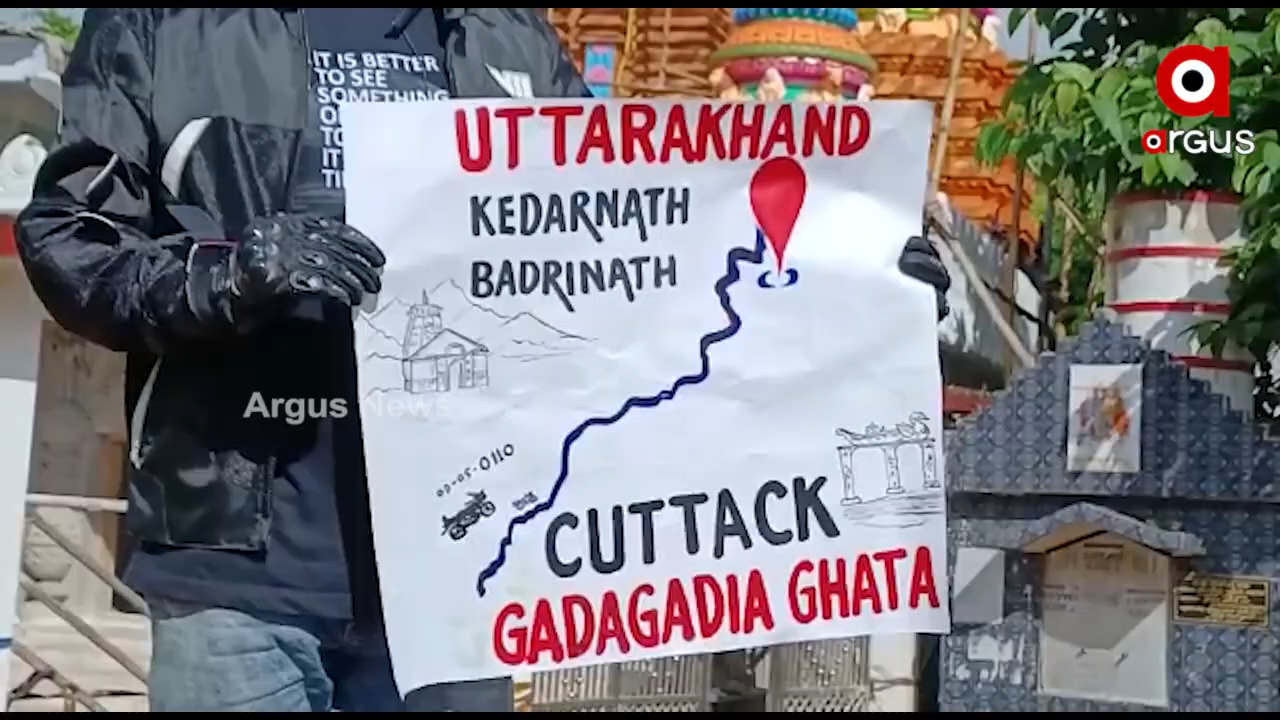 IT IS BETTER
TO SEE
SOMETHING
argus
UTTARAKHAND
KEDARNATH
BADRINATH
Argus News
CUTTACK
GADAGADIA GHATA